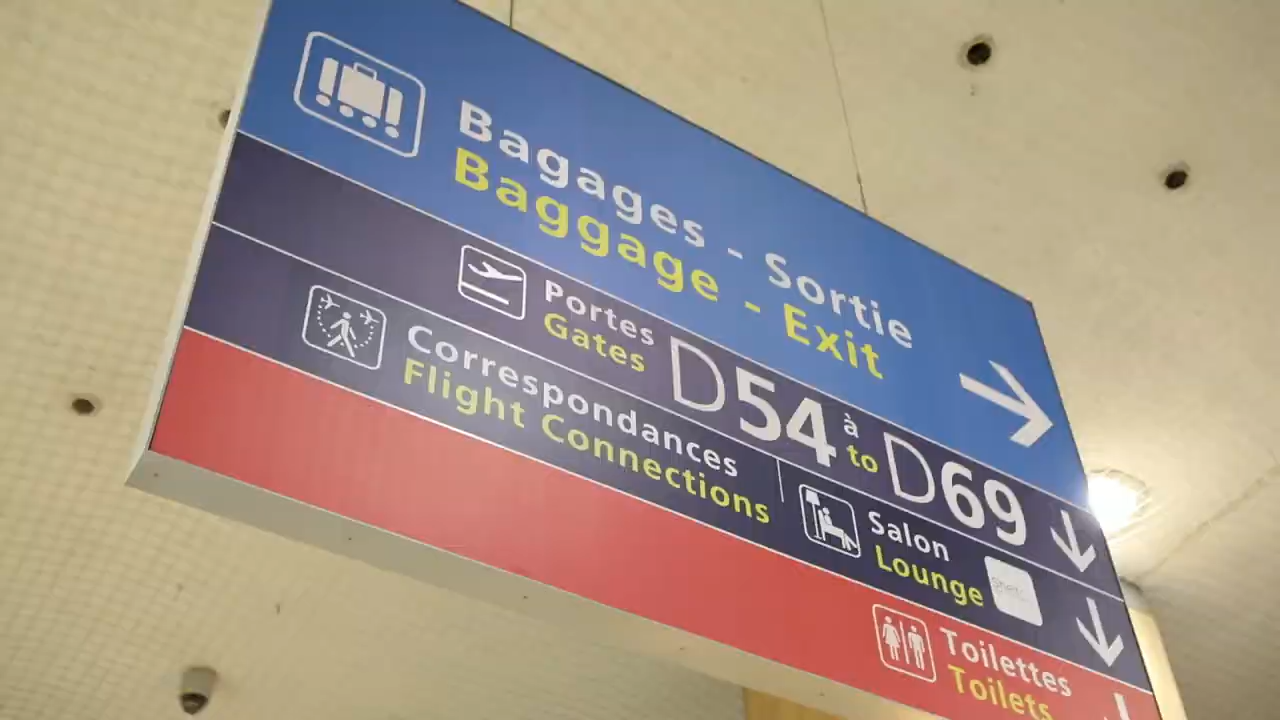 Bagages - Sortie
Baggage - Exit
Portes D54 à D69
Gates to
Correspondances
Flight Connections
Salon
Lounge
Toilettes
Toilets